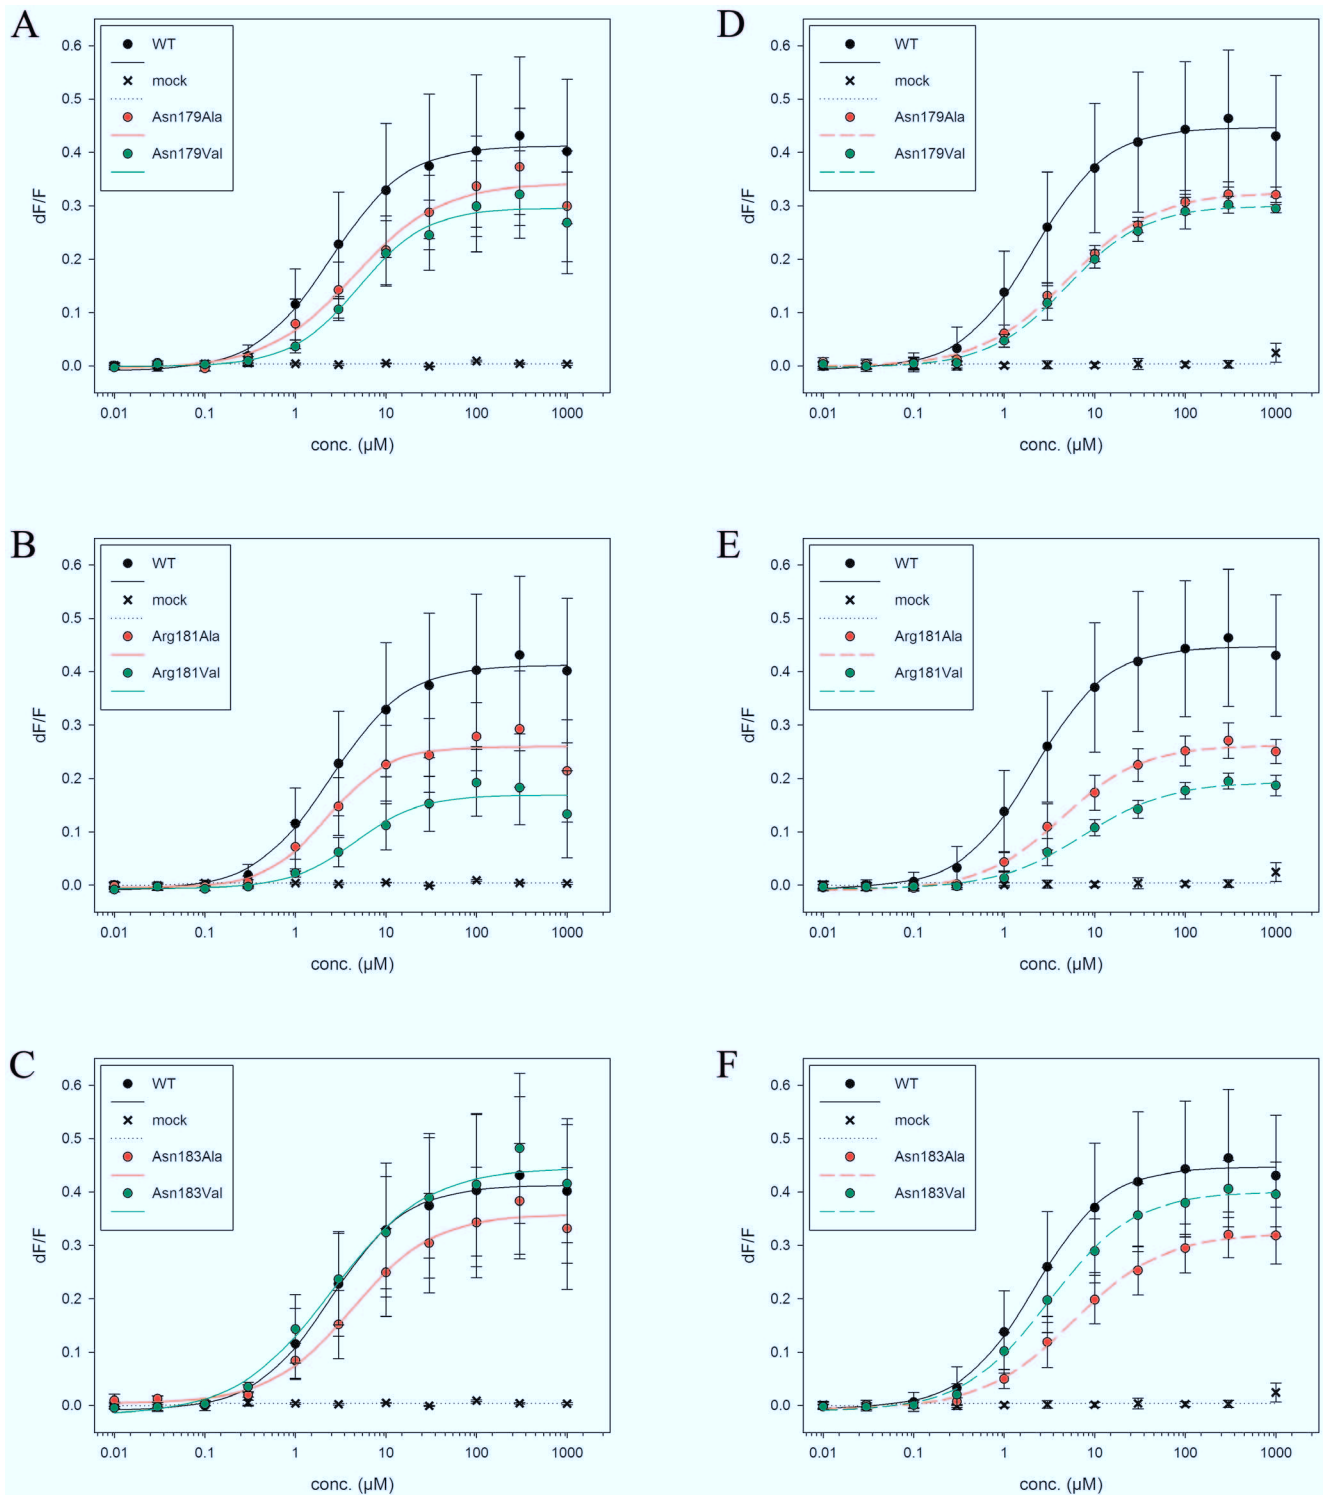 A
dF/F
0.6
0.5
0.4
0.3
0.2
0.1
0.0
WT
mock
Asn179Ala
Asn179Val
0.01 0.1 1 10 100 1000
conc. (µM)
D
dF/F
0.6
0.5
0.4
0.3
0.2
0.1
0.0
WT
mock
Asn179Ala
Asn179Val
0.01 0.1 1 10 100 1000
conc. (µM)
B
dF/F
0.6
0.5
0.4
0.3
0.2
0.1
0.0
WT
mock
Arg181Ala
Arg181Val
0.01 0.1 1 10 100 1000
conc. (µM)
E
dF/F
0.6
0.5
0.4
0.3
0.2
0.1
0.0
WT
mock
Arg181Ala
Arg181Val
0.01 0.1 1 10 100 1000
conc. (µM)
C
dF/F
0.6
0.5
0.4
0.3
0.2
0.1
0.0
WT
mock
Asn183Ala
Asn183Val
0.01 0.1 1 10 100 1000
conc. (µM)
F
dF/F
0.6
0.5
0.4
0.3
0.2
0.1
0.0
WT
mock
Asn183Ala
Asn183Val
0.01 0.1 1 10 100 1000
conc. (µM)